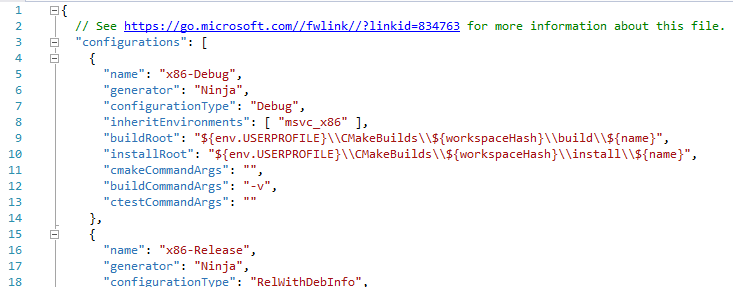 1 {
2 // See https://go.microsoft.com//fwlink//?linkid=834763 for more information about this file.
3 "configurations": [
4 {
5 "name": "x86-Debug",
6 "generator": "Ninja",
7 "configurationType": "Debug",
8 "inheritEnvironments": [ "msvc_x86" ],
9 "buildRoot": "${env.USERPROFILE}\\CMakeBuilds\\${workspaceHash}\\build\\${name}",
10 "installRoot": "${env.USERPROFILE}\\CMakeBuilds\\${workspaceHash}\\install\\${name}",
11 "cmakeCommandArgs": "",
12 "buildCommandArgs": "-v",
13 "ctestCommandArgs": ""
14 },
15 {
16 "name": "x86-Release",
17 "generator": "Ninja",
18 "configurationType": "RelWithDebInfo",